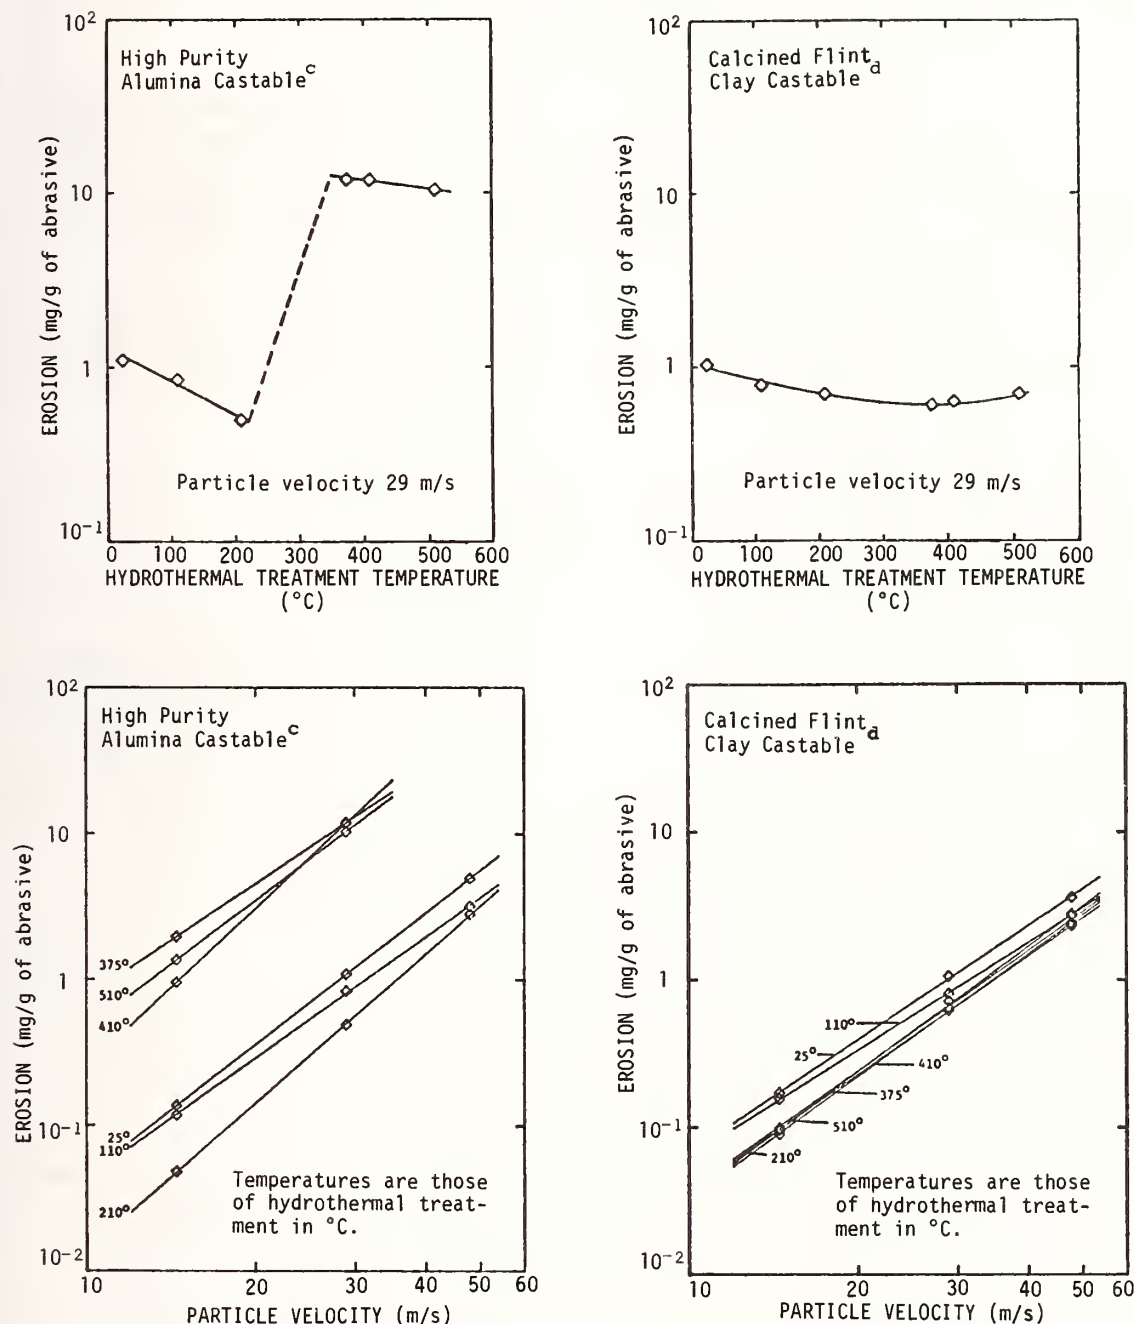 High Purity
Alumina Castable^c
EROSION (mg/g of abrasive)
10²
10
1
10⁻¹
Particle velocity 29 m/s
0 100 200 300 400 500 600
HYDROTHERMAL TREATMENT TEMPERATURE
(°C)
Calcined Flint
Clay Castable^d
EROSION (mg/g of abrasive)
10²
10
1
10⁻¹
Particle velocity 29 m/s
0 100 200 300 400 500 600
HYDROTHERMAL TREATMENT TEMPERATURE
(°C)
High Purity
Alumina Castable^c
EROSION (mg/g of abrasive)
10²
10
1
10⁻¹
10⁻²
375°
510°
410°
25°
110°
210°
Temperatures are those
of hydrothermal treat-
ment in °C.
10 20 30 40 50 60
PARTICLE VELOCITY (m/s)
Calcined Flint
Clay Castable^d
EROSION (mg/g of abrasive)
10²
10
1
10⁻¹
10⁻²
110°
25°
410°
375°
510°
210°
Temperatures are those
of hydrothermal treat-
ment in °C.
10 20 30 40 50 60
PARTICLE VELOCITY (m/s)